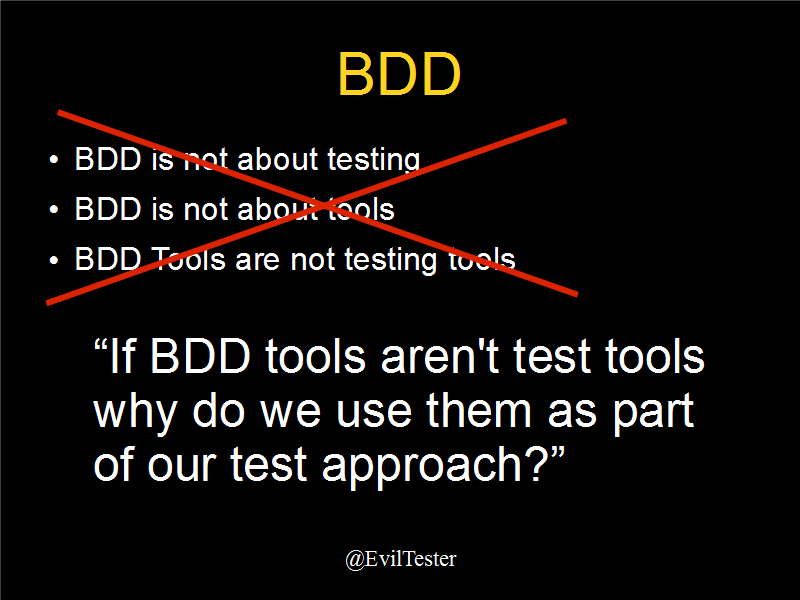 BDD
• BDD is not about testing
• BDD is not about tools
• BDD Tools are not testing tools
“If BDD tools aren't test tools
why do we use them as part
of our test approach?”
@EvilTester